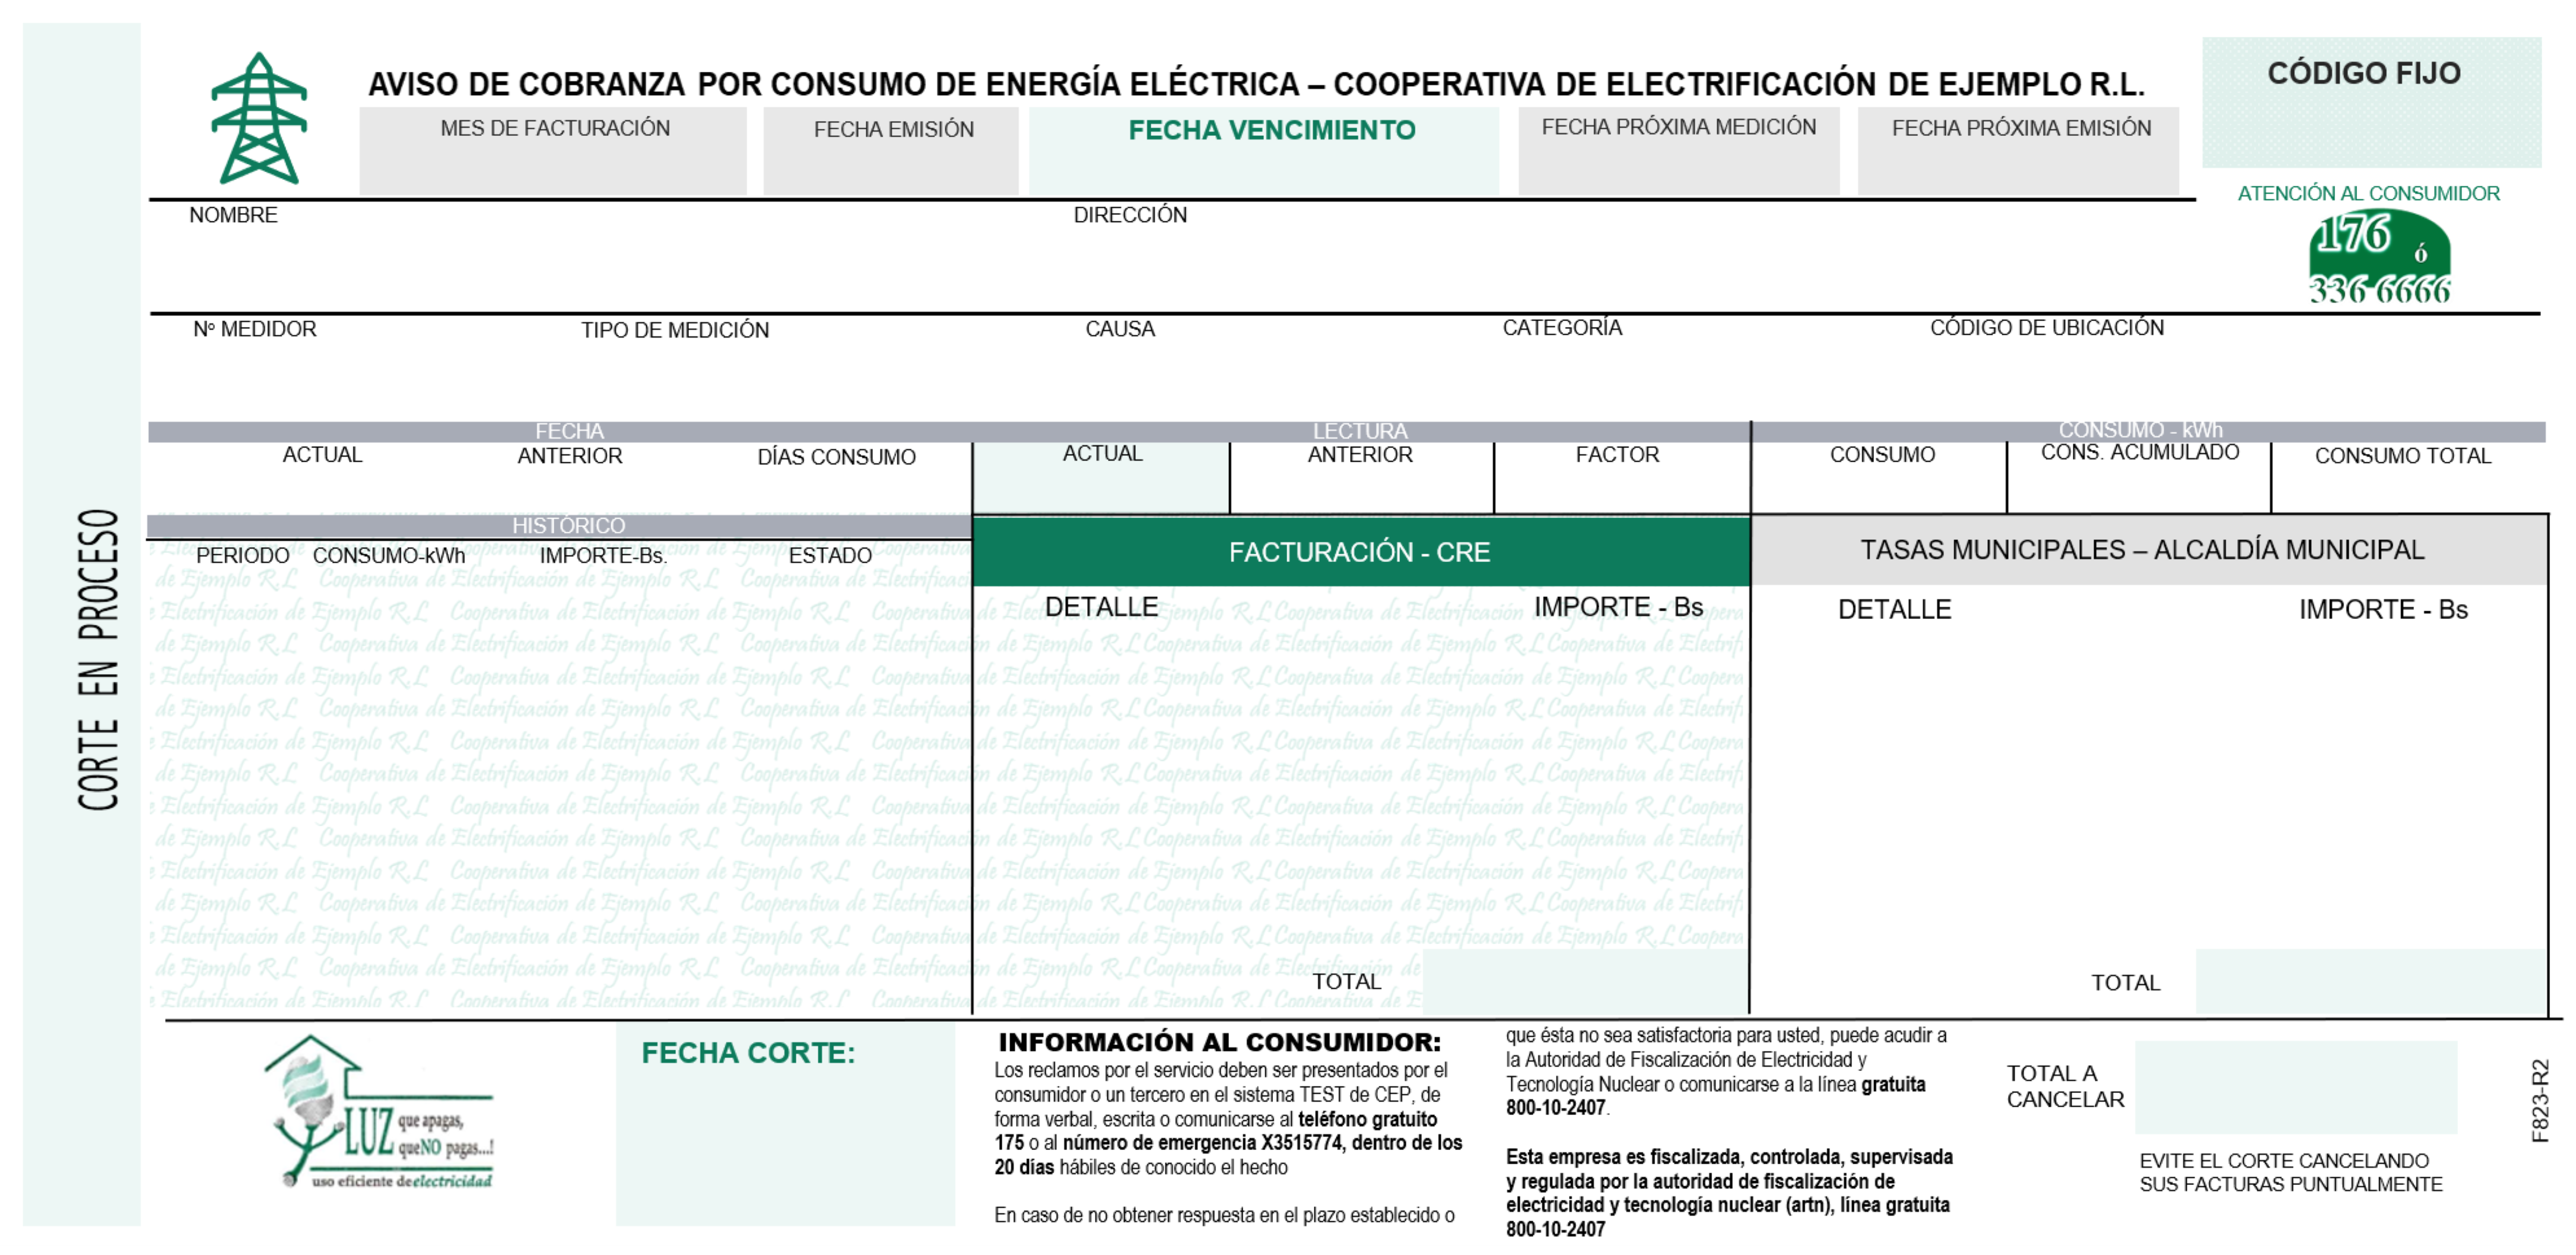 AVISO DE COBRANZA POR CONSUMO DE ENERGÍA ELÉCTRICA – COOPERATIVA DE ELECTRIFICACIÓN DE EJEMPLO R.L.
CÓDIGO FIJO
MES DE FACTURACIÓN
FECHA EMISIÓN
FECHA VENCIMIENTO
FECHA PRÓXIMA MEDICIÓN
FECHA PRÓXIMA EMISIÓN
ATENCIÓN AL CONSUMIDOR
176 ó
336-6666
NOMBRE
DIRECCIÓN
Nº MEDIDOR
TIPO DE MEDICIÓN
CAUSA
CATEGORÍA
CÓDIGO DE UBICACIÓN
FECHA
LECTURA
CONSUMO - kWh
ACTUAL
ANTERIOR
DÍAS CONSUMO
ACTUAL
ANTERIOR
FACTOR
CONSUMO
CONS. ACUMULADO
CONSUMO TOTAL
CORTE EN PROCESO
HISTÓRICO
PERIODO
CONSUMO-kWh
IMPORTE-Bs.
ESTADO
FACTURACIÓN - CRE
DETALLE
IMPORTE - Bs
TOTAL
TASAS MUNICIPALES – ALCALDÍA MUNICIPAL
DETALLE
IMPORTE - Bs
TOTAL
LUZ que apagas,
que NO pagas...!
uso eficiente de electricidad
FECHA CORTE:
INFORMACIÓN AL CONSUMIDOR:
Los reclamos por el servicio deben ser presentados por el
consumidor o un tercero en el sistema TEST de CEP, de
forma verbal, escrita o comunicarse al teléfono gratuito
175 o al número de emergencia X3515774, dentro de los
20 días hábiles de conocido el hecho
En caso de no obtener respuesta en el plazo establecido o
que ésta no sea satisfactoria para usted, puede acudir a
la Autoridad de Fiscalización de Electricidad y
Tecnología Nuclear o comunicarse a la línea gratuita
800-10-2407.
Esta empresa es fiscalizada, controlada, supervisada
y regulada por la autoridad de fiscalización de
electricidad y tecnología nuclear (artn), línea gratuita
800-10-2407
TOTAL A
CANCELAR
EVITE EL CORTE CANCELANDO
SUS FACTURAS PUNTUALMENTE
F823-R2